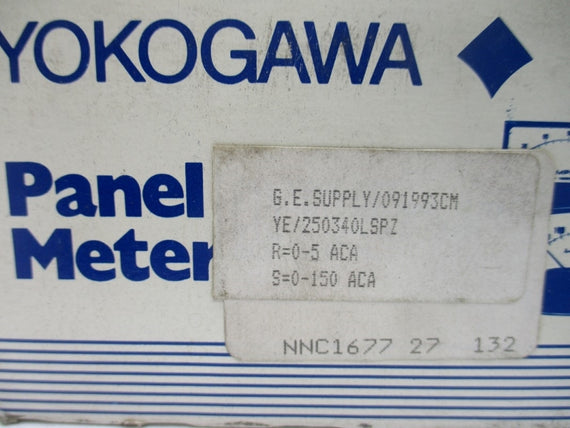 YOKOGAWA
Panel
Meter
G.E.SUPPLY/091993CM
YE/250340LSPZ
R=0-5 ACA
S=0-150 ACA
NNC1677 27 132